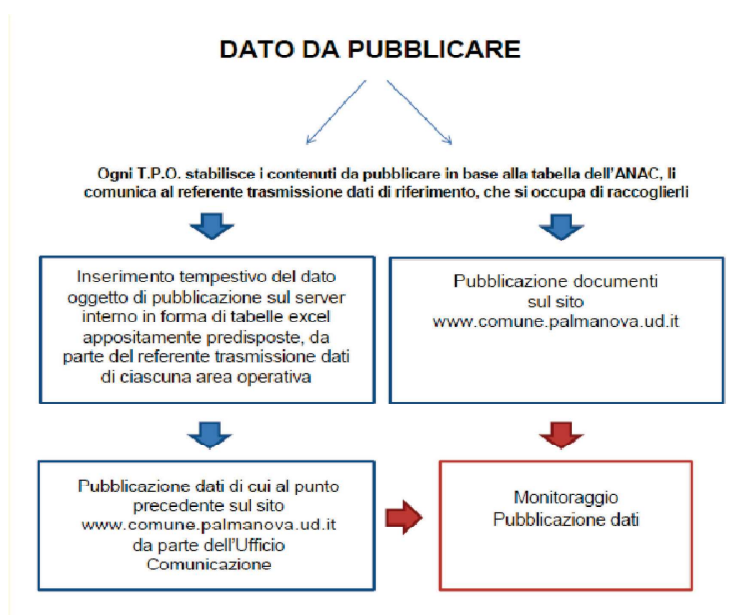 DATO DA PUBBLICARE
Ogni T.P.O. stabilisce i contenuti da pubblicare in base alla tabella dell'ANAC, li
comunica al referente trasmissione dati di riferimento, che si occupa di raccoglierli
Inserimento tempestivo del dato
oggetto di pubblicazione sul server
interno in forma di tabelle excel
appositamente predisposte, da
parte del referente trasmissione dati
di ciascuna area operativa
Pubblicazione documenti
sul sito
www.comune.palmanova.ud.it
Pubblicazione dati di cui al punto
precedente sul sito
www.comune.palmanova.ud.it
da parte dell'Ufficio
Comunicazione
Monitoraggio
Pubblicazione dati